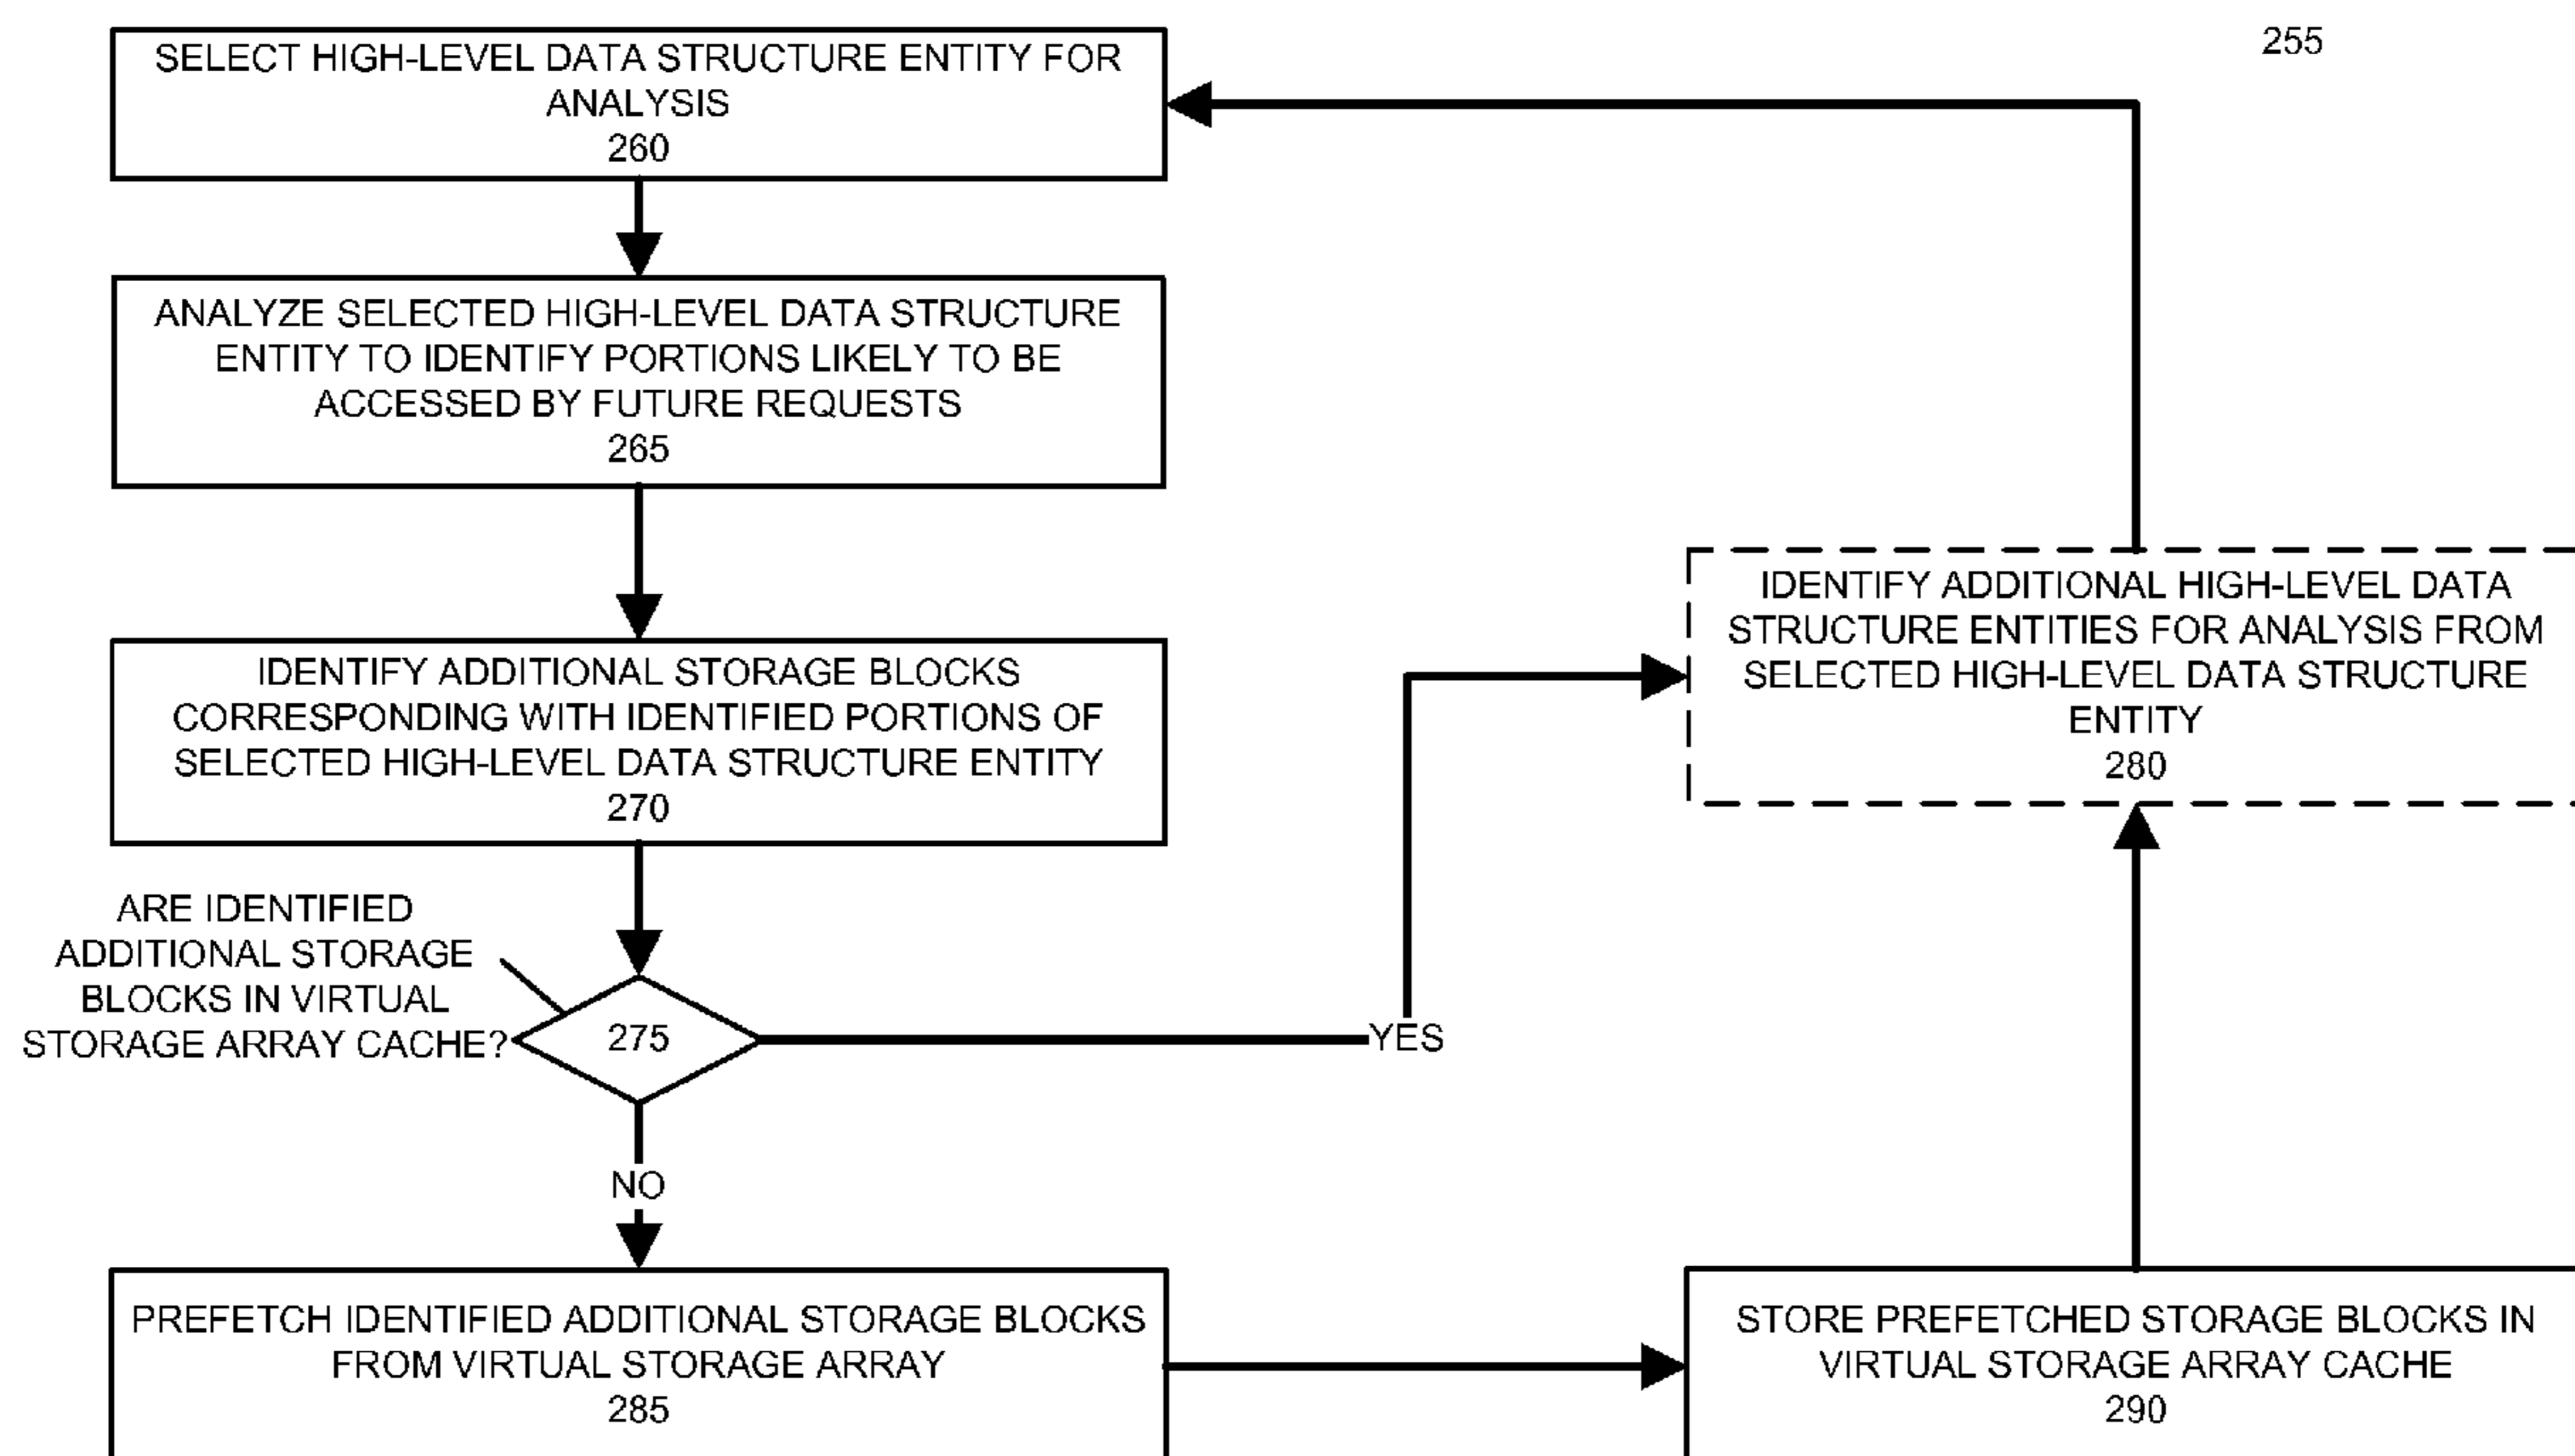 255
SELECT HIGH-LEVEL DATA STRUCTURE ENTITY FOR
ANALYSIS
260
ANALYZE SELECTED HIGH-LEVEL DATA STRUCTURE
ENTITY TO IDENTIFY PORTIONS LIKELY TO BE
ACCESSED BY FUTURE REQUESTS
265
IDENTIFY ADDITIONAL STORAGE BLOCKS
CORRESPONDING WITH IDENTIFIED PORTIONS OF
SELECTED HIGH-LEVEL DATA STRUCTURE ENTITY
270
ARE IDENTIFIED
ADDITIONAL STORAGE
BLOCKS IN VIRTUAL
STORAGE ARRAY CACHE?
275
YES
NO
IDENTIFY ADDITIONAL HIGH-LEVEL DATA
STRUCTURE ENTITIES FOR ANALYSIS FROM
SELECTED HIGH-LEVEL DATA STRUCTURE
ENTITY
280
PREFETCH IDENTIFIED ADDITIONAL STORAGE BLOCKS
FROM VIRTUAL STORAGE ARRAY
285
STORE PREFETCHED STORAGE BLOCKS IN
VIRTUAL STORAGE ARRAY CACHE
290